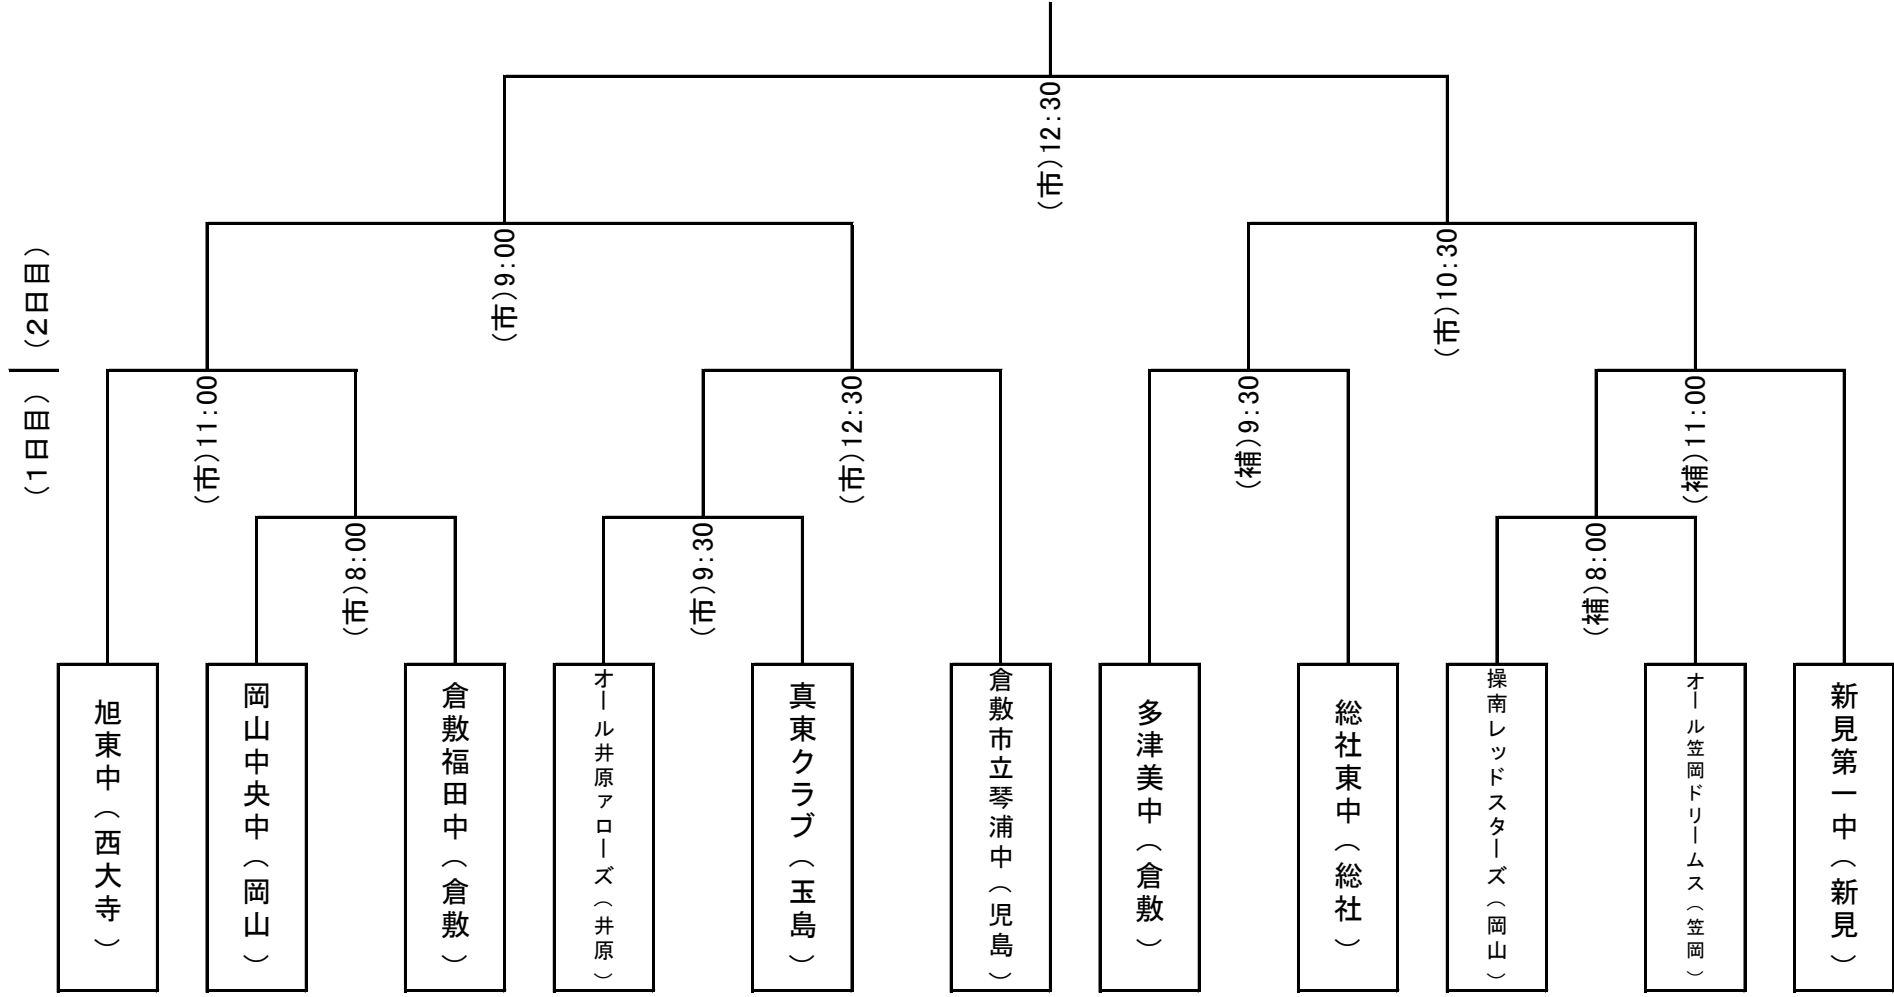 (市)12:30
(市)9:00
(市)10:30
(2日目)
(1日目)
(市)11:00
(市)12:30
(補)9:30
(補)11:00
(市)8:00
(市)9:30
(補)8:00
旭東中(西大寺)
岡山中央中(岡山)
倉敷福田中(倉敷)
オール井原ァローズ(井原)
真東クラブ(玉島)
倉敷市立琴浦中(児島)
多津美中(倉敷)
総社東中(総社)
操南レッドスターズ(岡山)
オール笠岡ドリームス(笠岡)
新見第一中(新見)